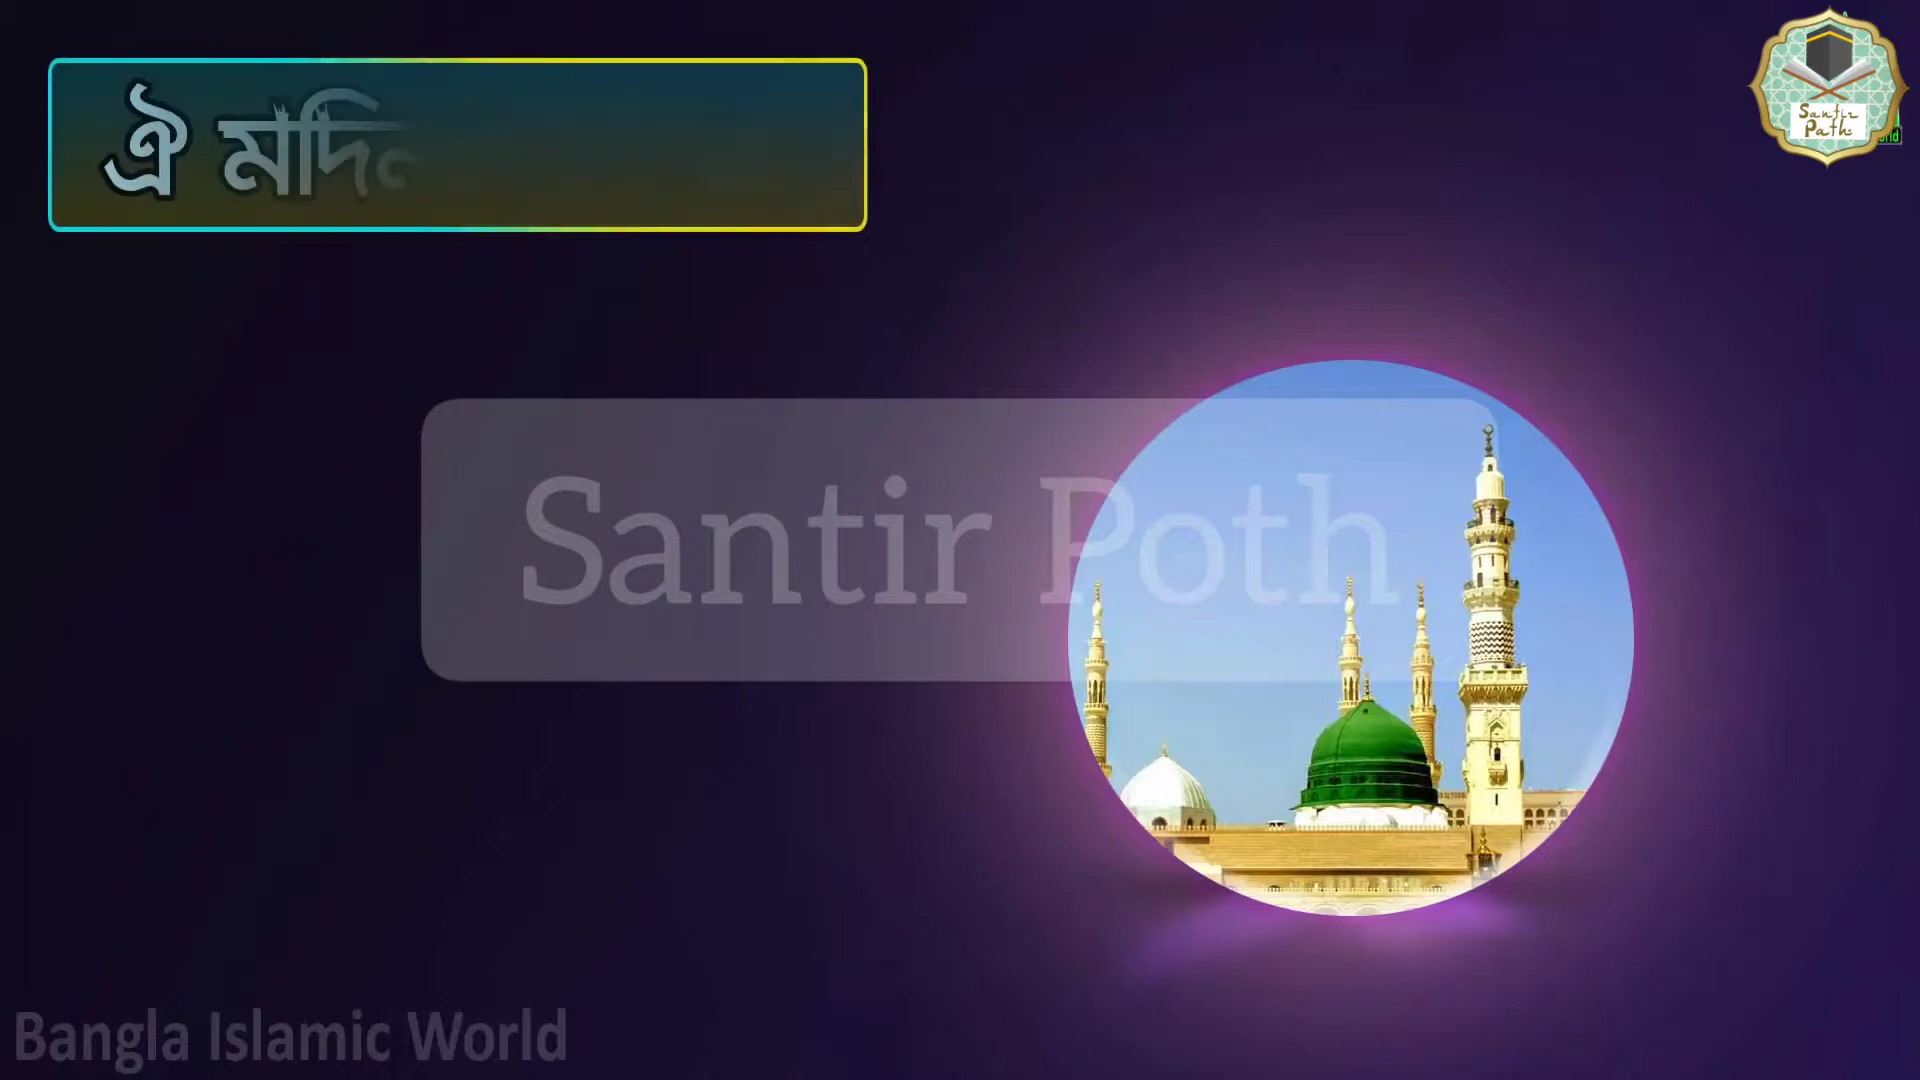 ঐ মদি
Santir
Path
Santir Poth
Bangla Islamic World